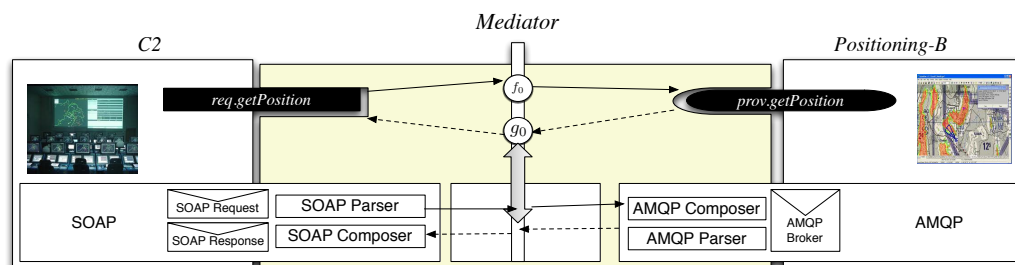 Mediator
C2
Positioning-B
req.getPosition
f0
prov.getPosition
g0
SOAP
SOAP Request
SOAP Parser
AMQP Composer
AMQP Broker
AMQP
SOAP Response
SOAP Composer
AMQP Parser